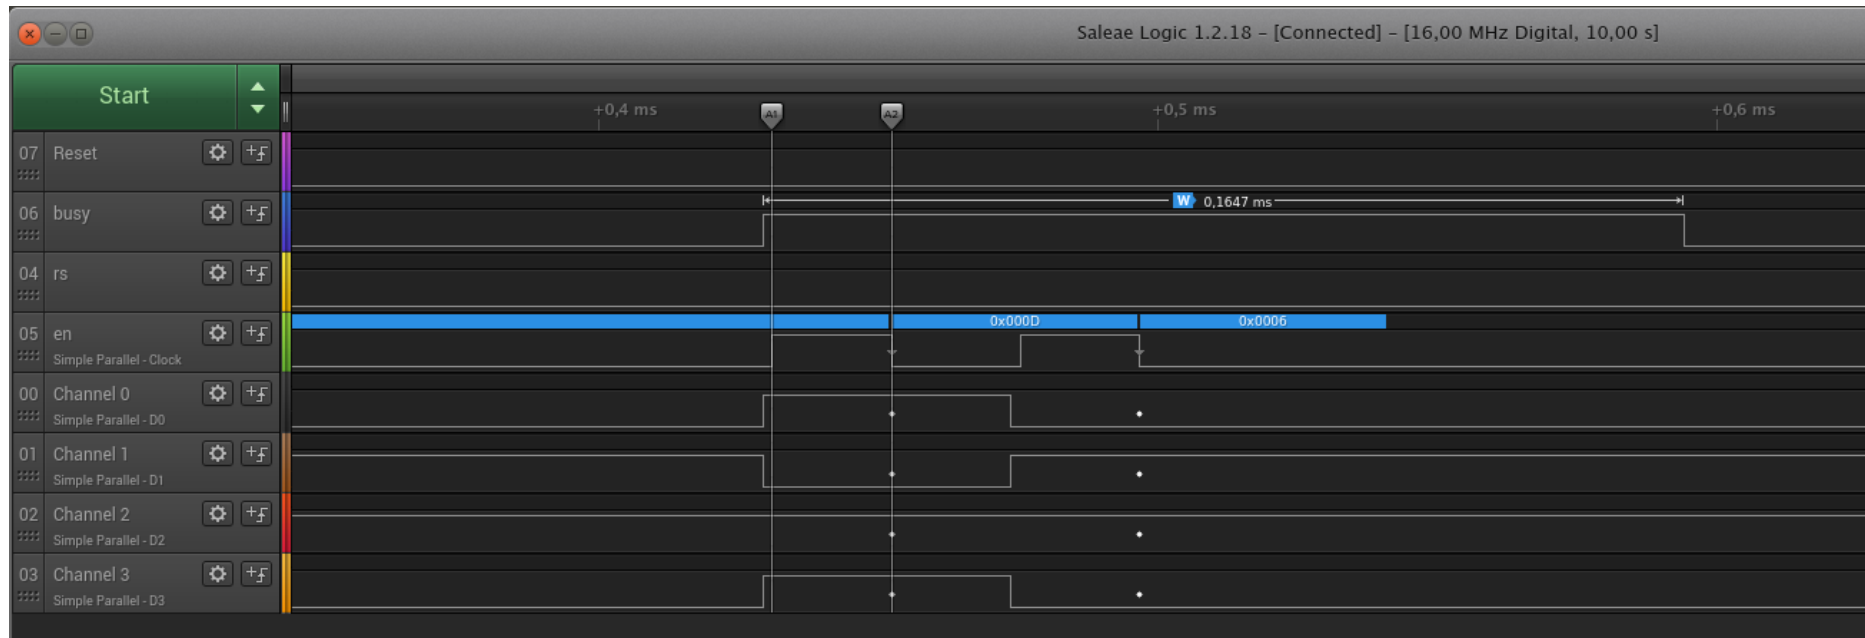 Saleae Logic 1.2.18 – [Connected] – [16,00 MHz Digital, 10,00 s]
Start
+0,4 ms
A1
A2
+0,5 ms
+0,6 ms
07 Reset
06 busy
W 0,1647 ms
04 rs
05 en
0x000D
0x0006
Simple Parallel - Clock
00 Channel 0
Simple Parallel - D0
01 Channel 1
Simple Parallel - D1
02 Channel 2
Simple Parallel - D2
03 Channel 3
Simple Parallel - D3